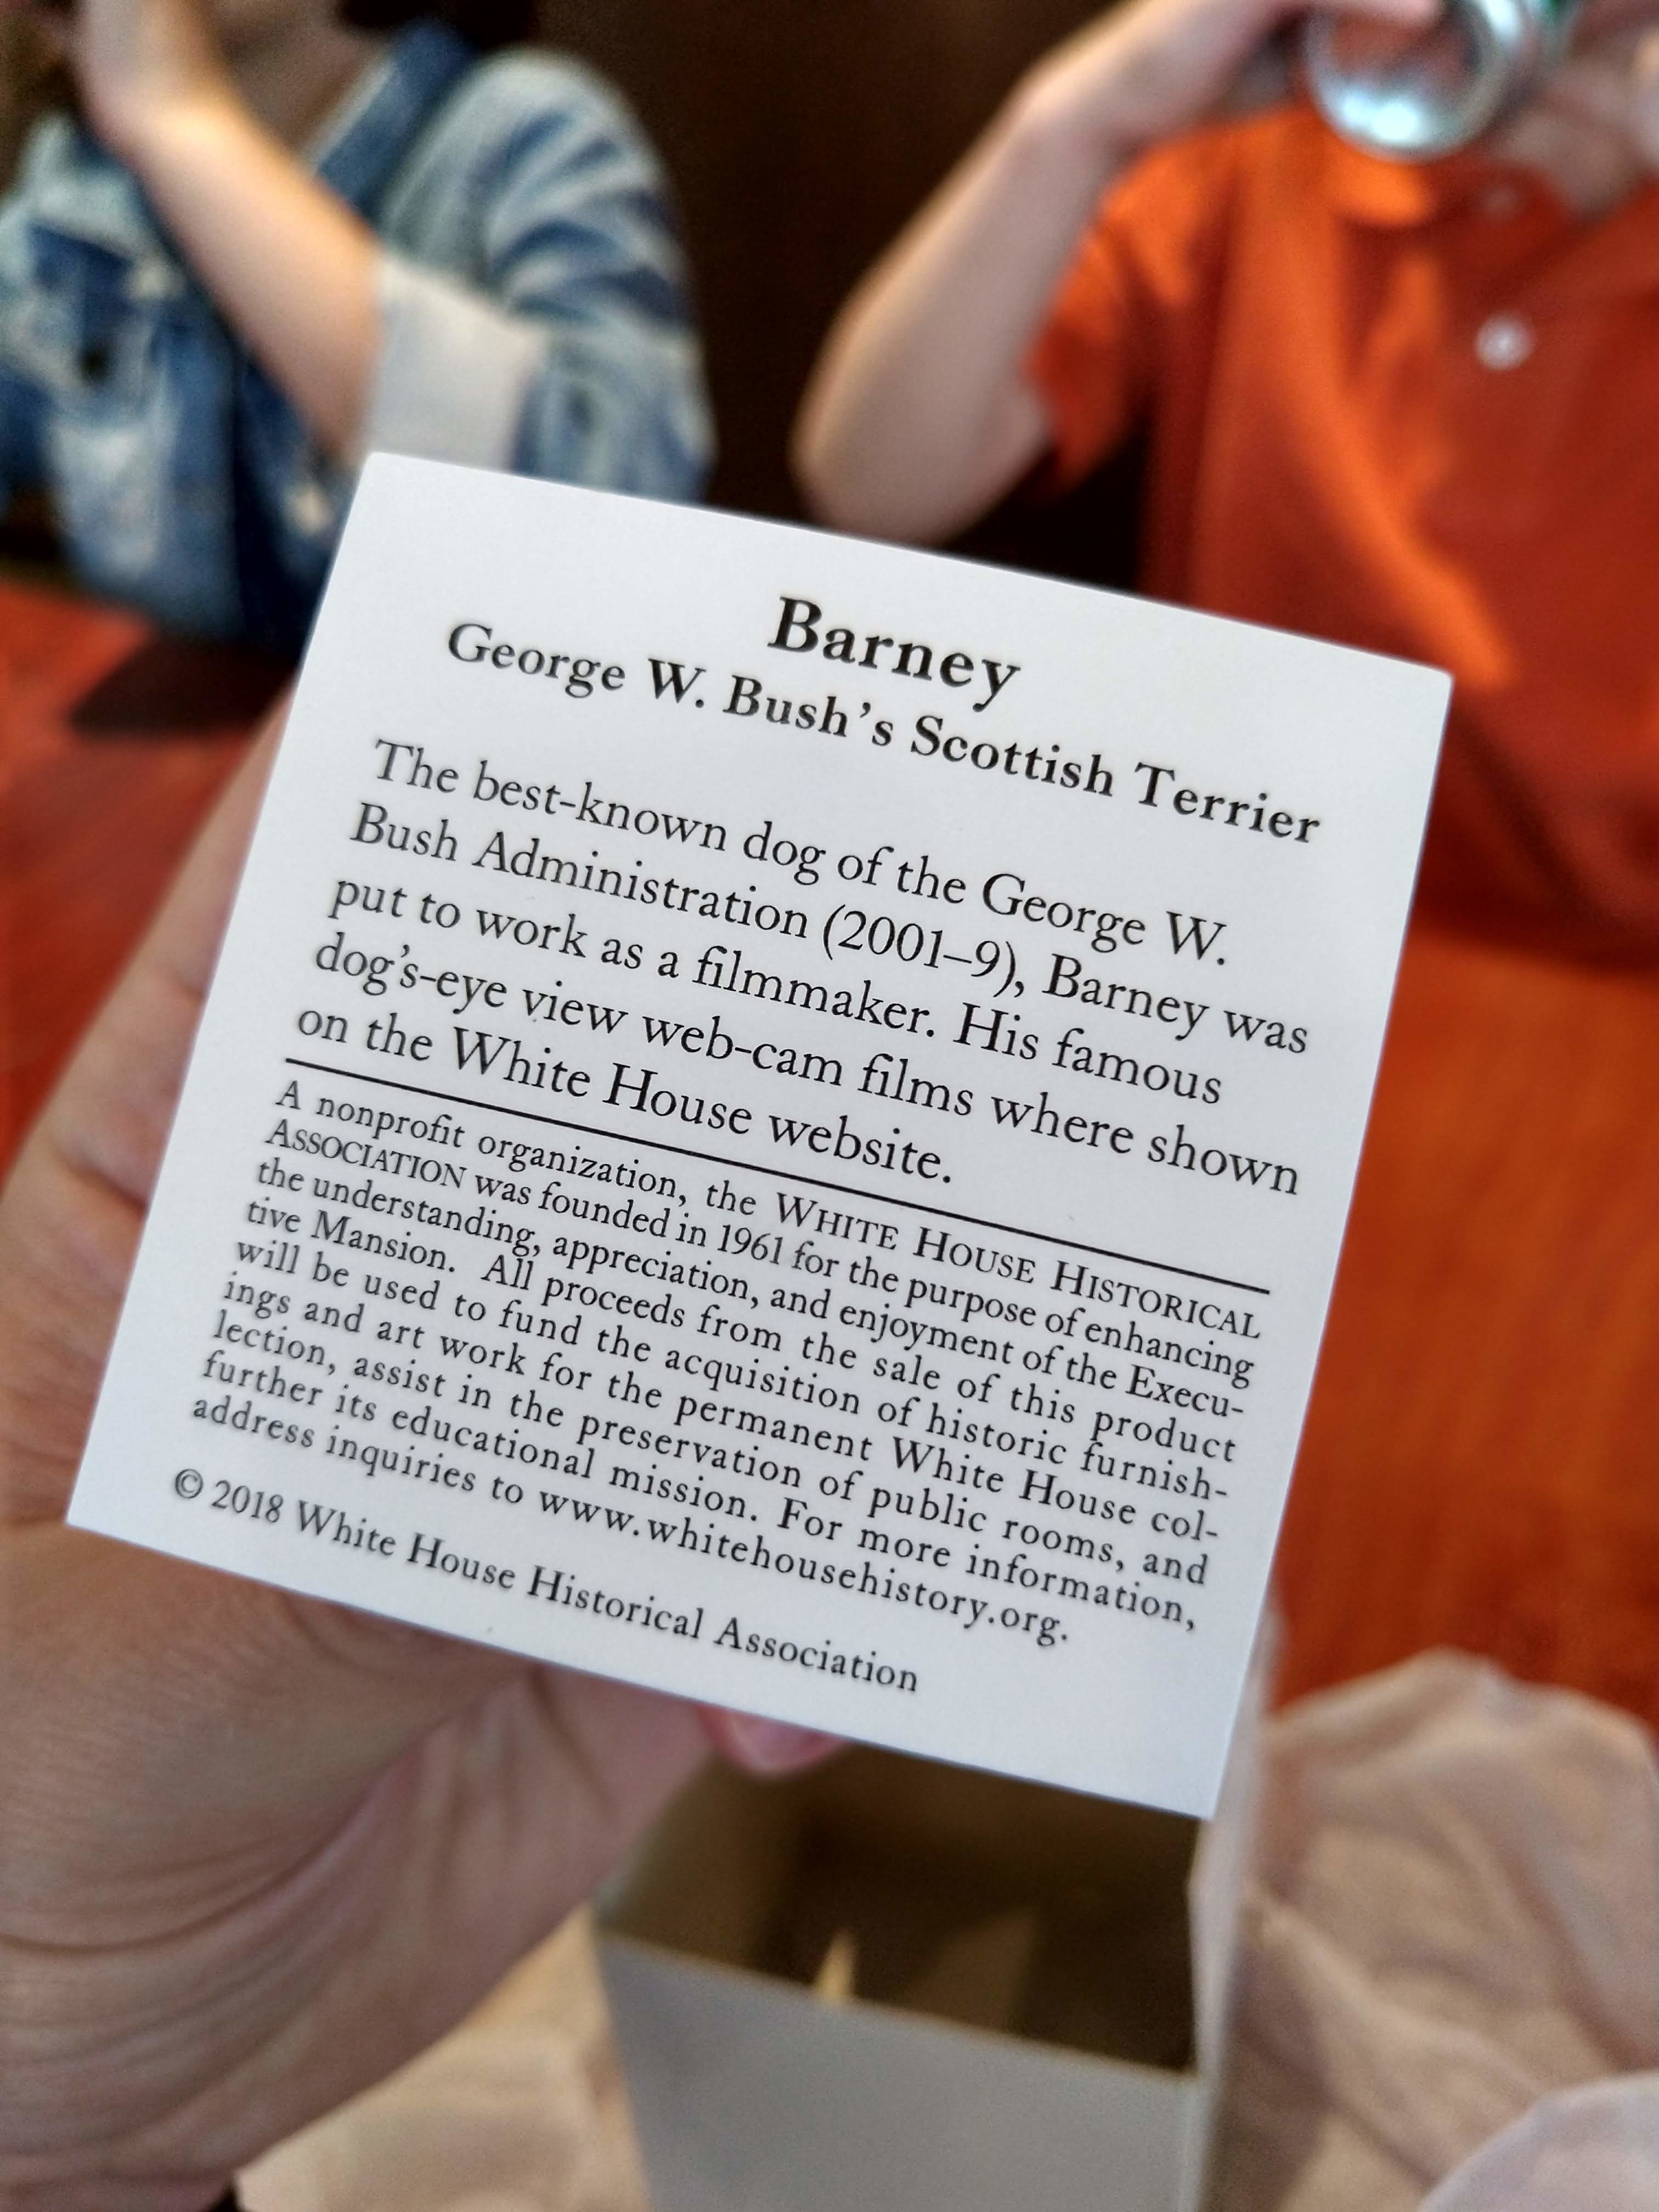 Barney
George W. Bush's Scottish Terrier
The best-known dog of the George W.
Bush Administration (2001–9), Barney was
put to work as a filmmaker. His famous
dog's-eye view web-cam films where shown
on the White House website.
A nonprofit organization, the WHITE HOUSE HISTORICAL
ASSOCIATION was founded in 1961 for the purpose of enhancing
the understanding, appreciation, and enjoyment of the Execu-
tive Mansion. All proceeds from the sale of this product
will be used to fund the acquisition of historic furnish-
ings and art work for the permanent White House col-
lection, assist in the preservation of public rooms, and
further its educational mission. For more information,
address inquiries to www.whitehousehistory.org.
© 2018 White House Historical Association